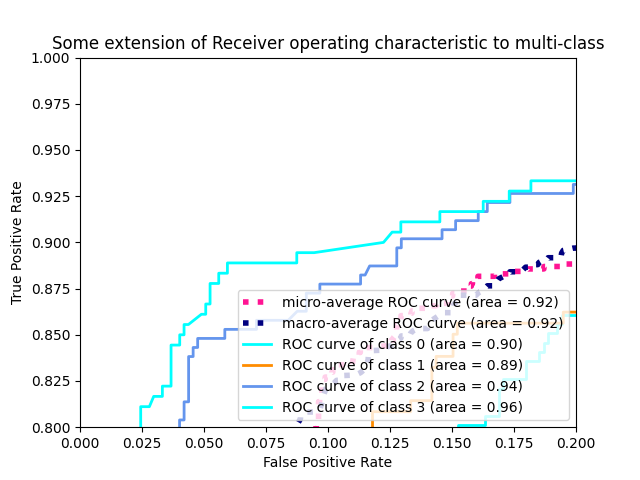 Some extension of Receiver operating characteristic to multi-class
1.000
0.975
0.950
0.925
0.900
0.875
0.850
0.825
0.800
True Positive Rate
micro-average ROC curve (area = 0.92)
macro-average ROC curve (area = 0.92)
ROC curve of class 0 (area = 0.90)
ROC curve of class 1 (area = 0.89)
ROC curve of class 2 (area = 0.94)
ROC curve of class 3 (area = 0.96)
0.000 0.025 0.050 0.075 0.100 0.125 0.150 0.175 0.200
False Positive Rate